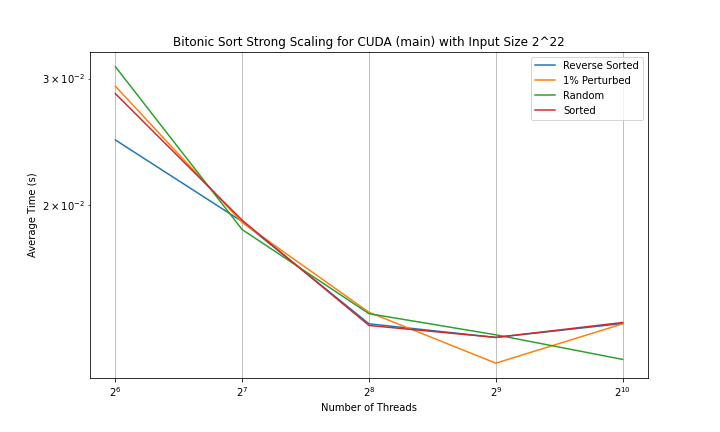 Bitonic Sort Strong Scaling for CUDA (main) with Input Size 2^22
Reverse Sorted
1% Perturbed
Random
Sorted
3 × 10⁻²
2 × 10⁻²
Average Time (s)
2⁶ 2⁷ 2⁸ 2⁹ 2¹⁰
Number of Threads